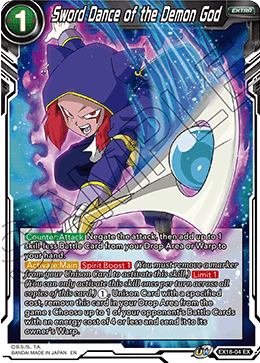 1
Sword Dance of the Demon God
EXTRA
Counter:Attack Negate the attack, then add up to 1
skill-less Battle Card from your Drop Area or Warp to
your hand.
Activate:Main Spirit Boost 1 (You must remove a marker
from your Unison Card to activate this skill.) Limit 1
(You can only activate this skill once per turn across all
copies of this card.) 1, Unison Card with a specified
cost, remove this card in your Drop Area from the
game : Choose up to 1 of your opponent's Battle Cards
with an energy cost of 4 or less and send it to its
owner's Warp.
©B.S./S., T.A.
BANDAI MADE IN JAPAN EN
EX18-04 EX